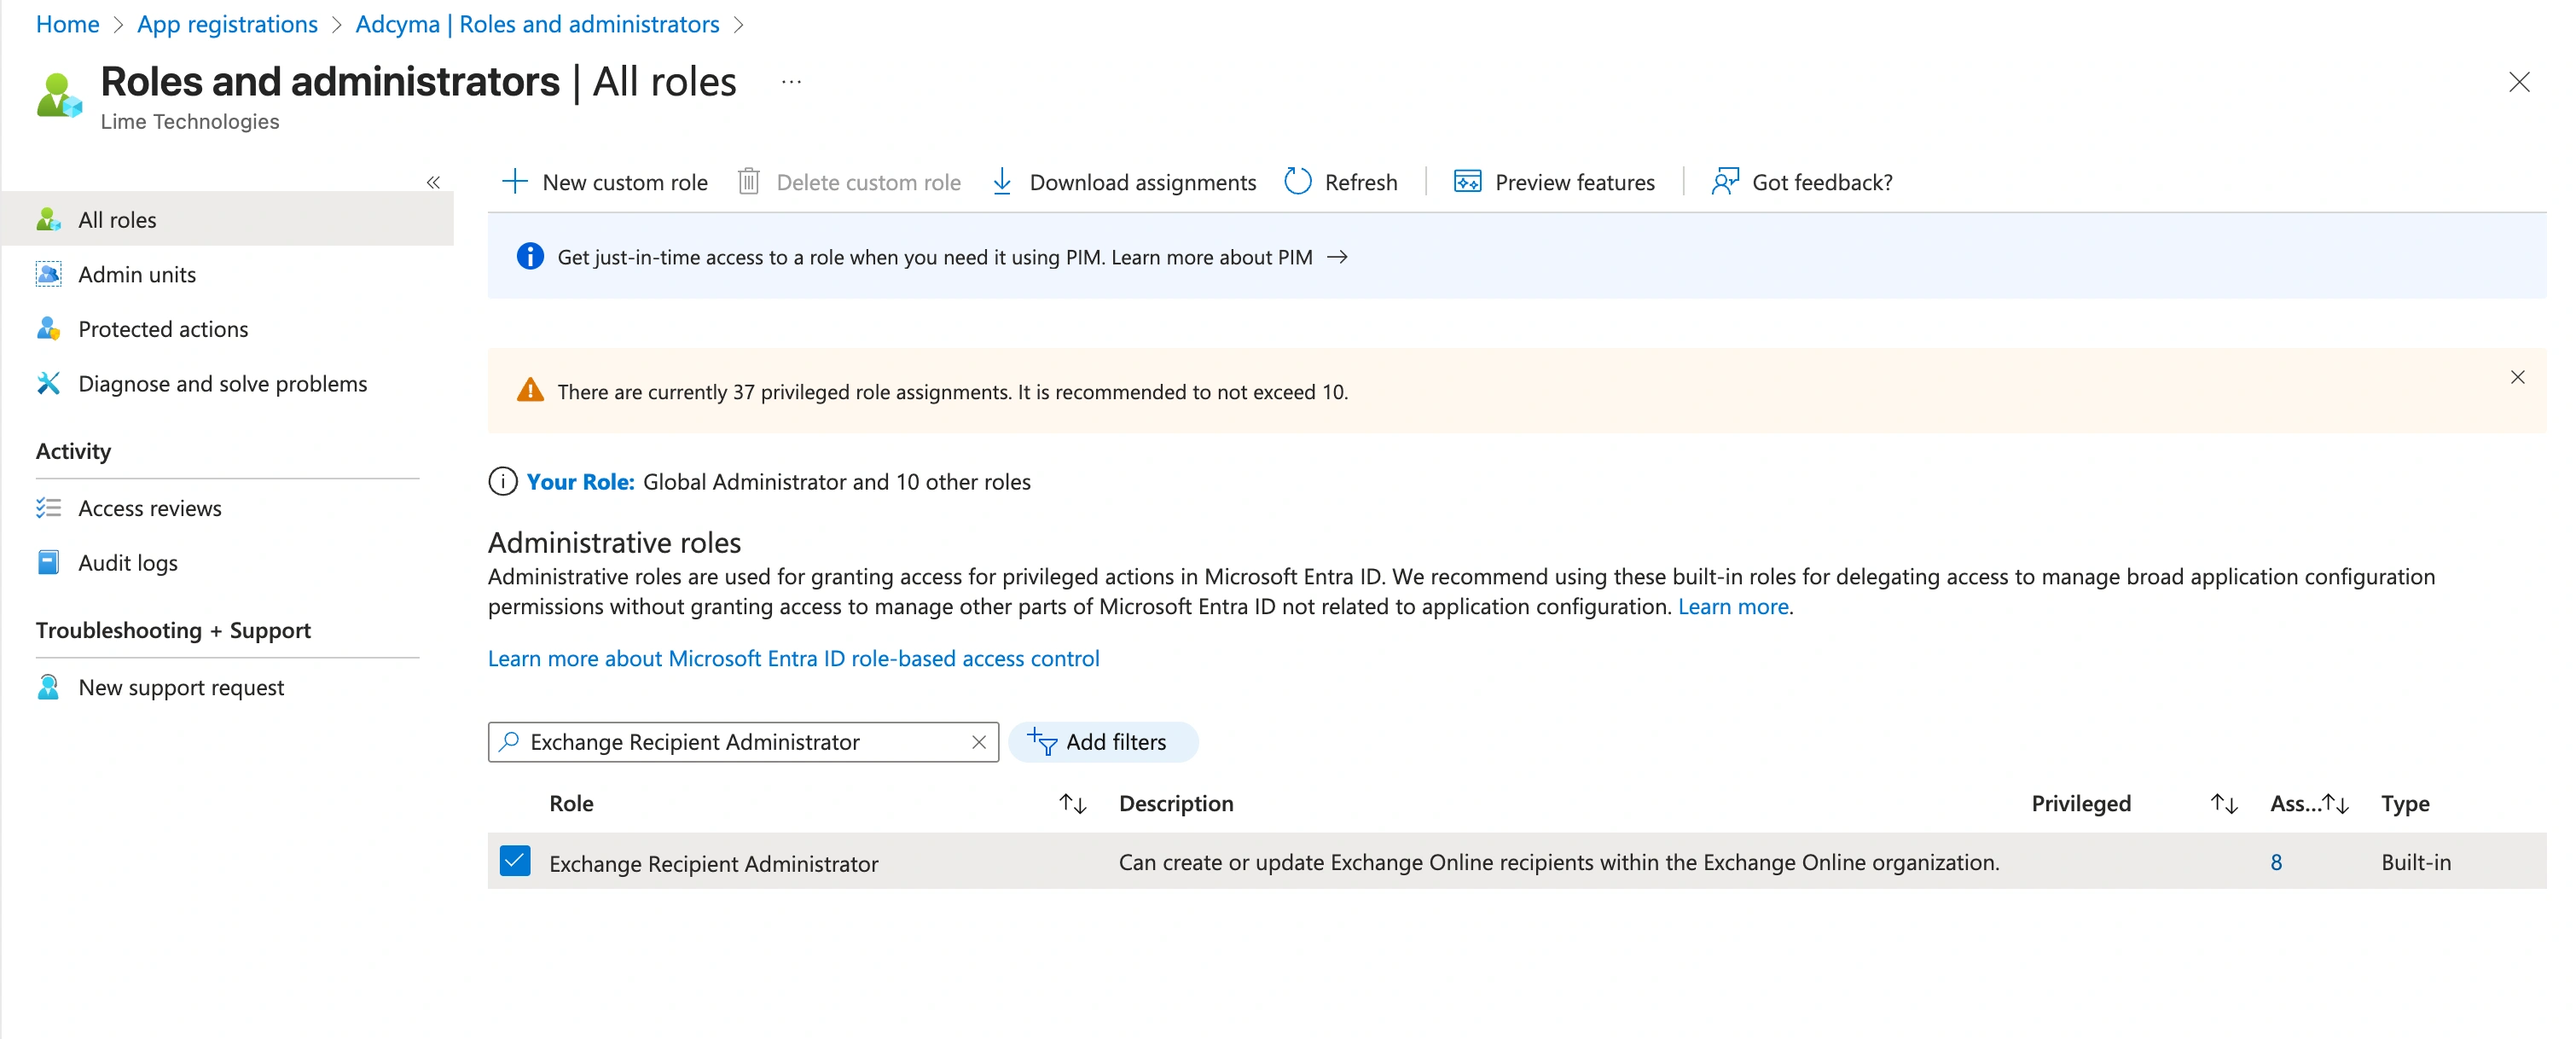 Home > App registrations > Adcyma | Roles and administrators >
Roles and administrators | All roles ...
Lime Technologies
All roles
Admin units
Protected actions
Diagnose and solve problems
Activity
Access reviews
Audit logs
Troubleshooting + Support
New support request
New custom role Delete custom role Download assignments Refresh Preview features Got feedback?
Get just-in-time access to a role when you need it using PIM. Learn more about PIM →
There are currently 37 privileged role assignments. It is recommended to not exceed 10.
Your Role: Global Administrator and 10 other roles
Administrative roles
Administrative roles are used for granting access for privileged actions in Microsoft Entra ID. We recommend using these built-in roles for delegating access to manage broad application configuration
permissions without granting access to manage other parts of Microsoft Entra ID not related to application configuration. Learn more.
Learn more about Microsoft Entra ID role-based access control
Exchange Recipient Administrator Add filters
Role Description Privileged Ass... Type
Exchange Recipient Administrator Can create or update Exchange Online recipients within the Exchange Online organization. 8 Built-in